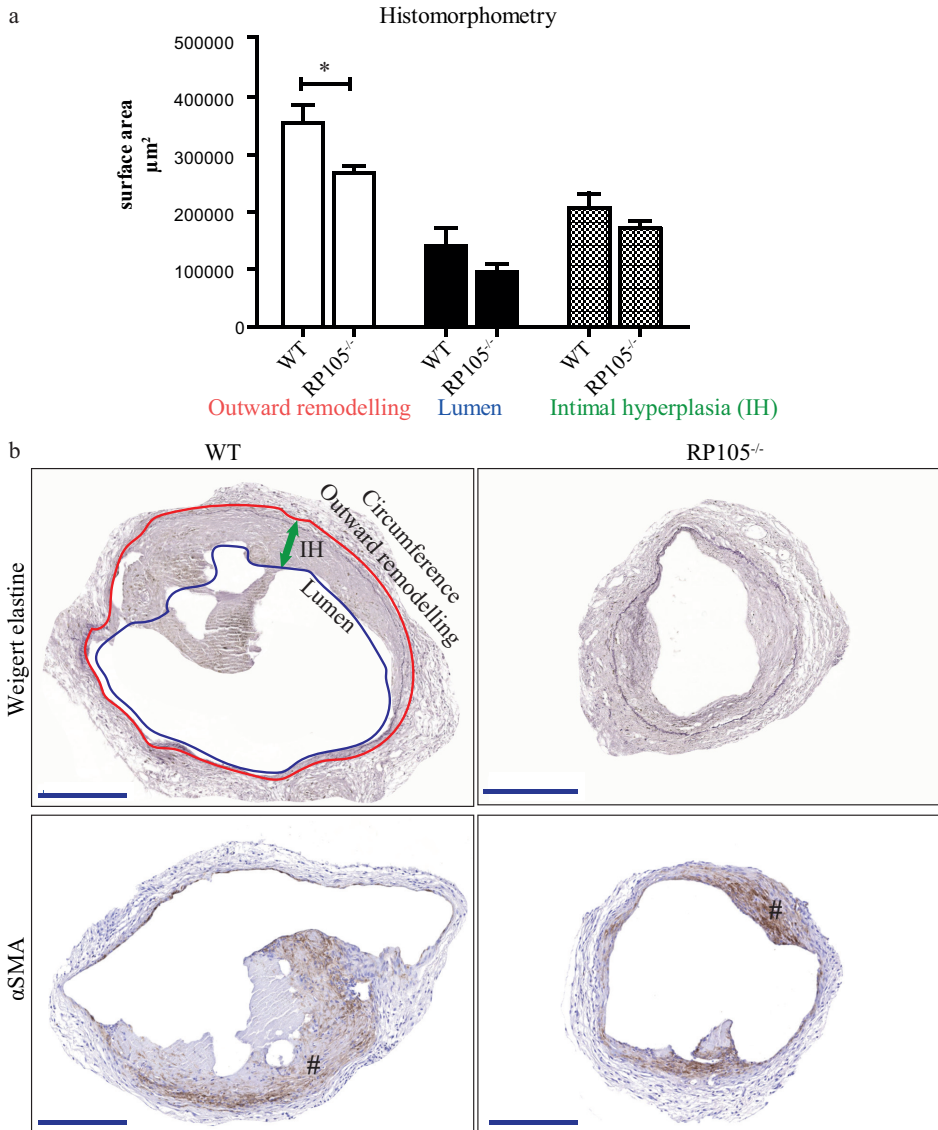 a
Histomorphometry
surface area
µm²
500000
400000
300000
200000
100000
0
*
WT
RP105-/-
WT
RP105-/-
WT
RP105-/-
Outward remodelling
Lumen
Intimal hyperplasia (IH)
b
WT
RP105-/-
Weigert elastine
Circumference
Outward remodelling
IH
Lumen
αSMA
#
#